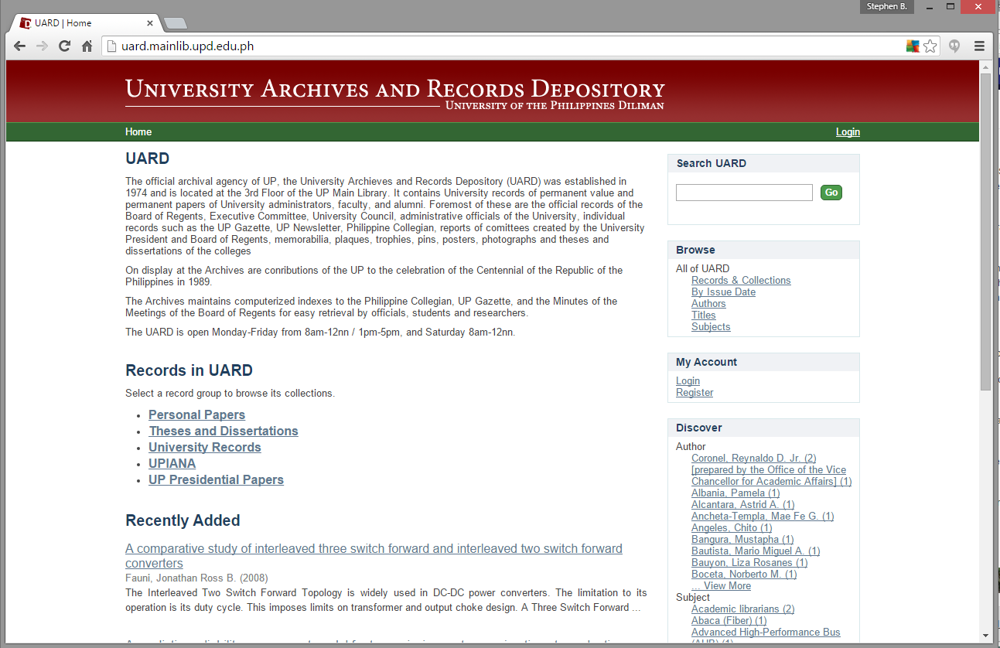 Stephen B.
UARD | Home
uard.mainlib.upd.edu.ph
University Archives and Records Depository
University of the Philippines Diliman
Home
Login
UARD
The official archival agency of UP, the University Archieves and Records Depository (UARD) was established in
1974 and is located at the 3rd Floor of the UP Main Library. It contains University records of permanent value and
permanent papers of University administrators, faculty, and alumni. Foremost of these are the official records of the
Board of Regents, Executive Committee, University Council, administrative officials of the University, individual
records such as the UP Gazette, UP Newsletter, Philippine Collegian, reports of comittees created by the University
President and Board of Regents, memorabilia, plaques, trophies, pins, posters, photographs and theses and
dissertations of the colleges
On display at the Archives are conributions of the UP to the celebration of the Centennial of the Republic of the
Philippines in 1989.
The Archives maintains computerized indexes to the Philippine Collegian, UP Gazette, and the Minutes of the
Meetings of the Board of Regents for easy retrieval by officials, students and researchers.
The UARD is open Monday-Friday from 8am-12nn / 1pm-5pm, and Saturday 8am-12nn.
Records in UARD
Select a record group to browse its collections.
• Personal Papers
• Theses and Dissertations
• University Records
• UPIANA
• UP Presidential Papers
Recently Added
A comparative study of interleaved three switch forward and interleaved two switch forward
converters
Fauni, Jonathan Ross B. (2008)
The Interleaved Two Switch Forward Topology is widely used in DC-DC power converters. The limitation to its
operation is its duty cycle. This imposes limits on transformer and output choke design. A Three Switch Forward ...
Search UARD
Go
Browse
All of UARD
Records & Collections
By Issue Date
Authors
Titles
Subjects
My Account
Login
Register
Discover
Author
Coronel, Reynaldo D. Jr. (2)
[prepared by the Office of the Vice
Chancellor for Academic Affairs] (1)
Albania, Pamela (1)
Alcantara, Astrid A. (1)
Ancheta-Templa, Mae Fe G. (1)
Angeles, Chito (1)
Bangura, Mustapha (1)
Bautista, Mario Miguel A. (1)
Bauyon, Liza Rosanes (1)
Boceta, Norberto M. (1)
... View More
Subject
Academic librarians (2)
Abaca (Fiber) (1)
Advanced High-Performance Bus
(AHB) (1)